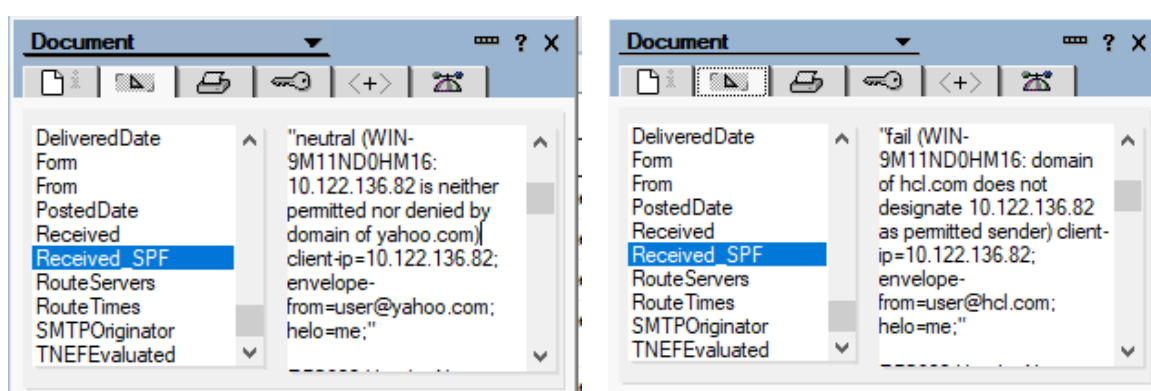 Document
? X
<+>
DeliveredDate
Form
From
PostedDate
Received
Received_SPF
RouteServers
RouteTimes
SMTPOriginator
TNEFEvaluated
"neutral (WIN-
9M11ND0HM16:
10.122.136.82 is neither
permitted nor denied by
domain of yahoo.com)
client-ip=10.122.136.82;
envelope-
from=user@yahoo.com;
helo=me;"
Document
? X
<+>
DeliveredDate
Form
From
PostedDate
Received
Received_SPF
RouteServers
RouteTimes
SMTPOriginator
TNEFEvaluated
"fail (WIN-
9M11ND0HM16: domain
of hcl.com does not
designate 10.122.136.82
as permitted sender) client-
ip=10.122.136.82;
envelope-
from=user@hcl.com;
helo=me;"